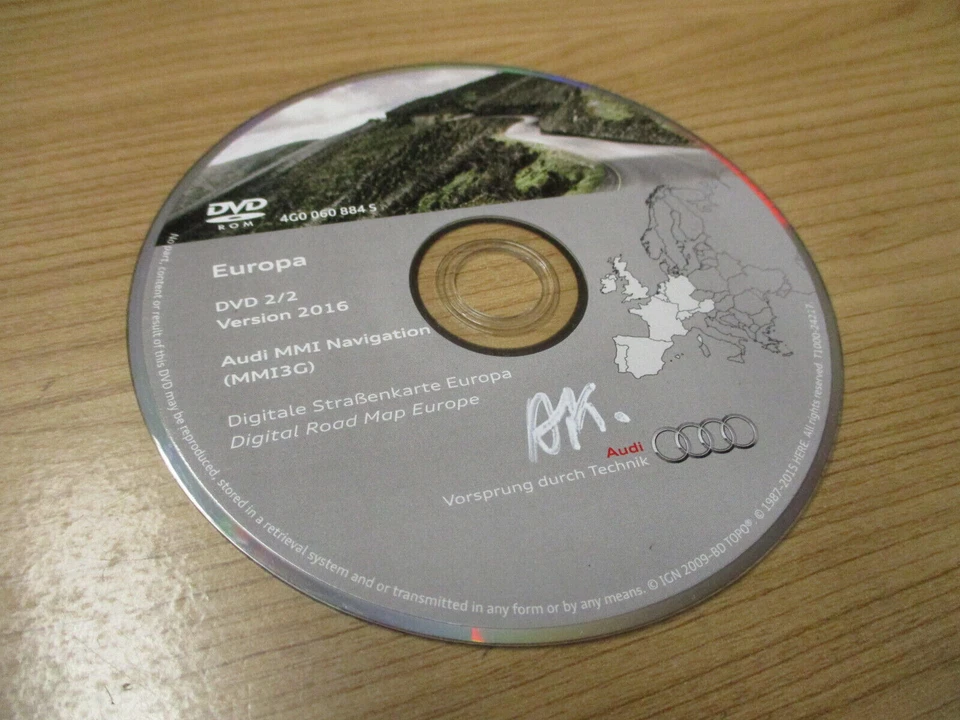 DVD
ROM
4G0 060 884 S
Europa
DVD 2/2
Version 2016
Audi MMI Navigation
(MMI3G)
Digitale Straßenkarte Europa
Digital Road Map Europe
Audi
Vorsprung durch Technik
No part, content or result of this DVD may be reproduced, stored in a retrieval system and or transmitted in any form or by any means. © IGN 2009–BD TOPO® © 1987–2015 HERE. All rights reserved.